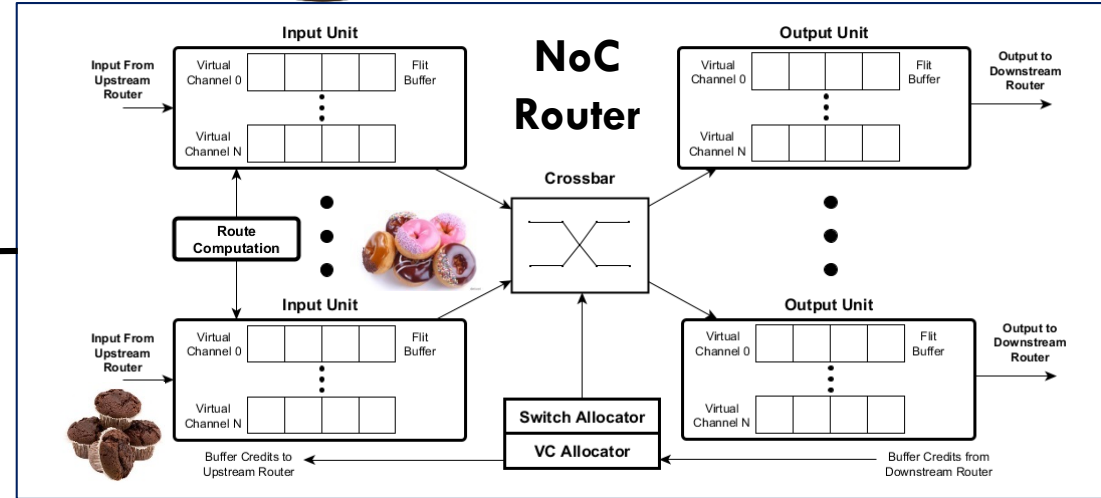 Input Unit
NoC
Router
Output Unit
Input From
Upstream
Router
Virtual
Channel 0
Flit
Buffer
Virtual
Channel N
Virtual
Channel 0
Flit
Buffer
Virtual
Channel N
Output to
Downstream
Router
Crossbar
Route
Computation
Input Unit
Output Unit
Input From
Upstream
Router
Virtual
Channel 0
Flit
Buffer
Virtual
Channel N
Virtual
Channel 0
Flit
Buffer
Virtual
Channel N
Output to
Downstream
Router
Switch Allocator
VC Allocator
Buffer Credits to
Upstream Router
Buffer Credits from
Downstream Router